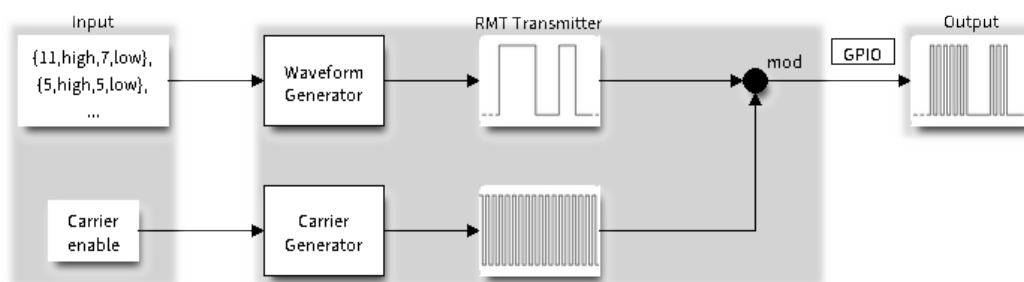 Input
RMT Transmitter
Output
{11,high,7,low},
{5,high,5,low},
...
Waveform
Generator
mod
GPIO
Carrier
enable
Carrier
Generator